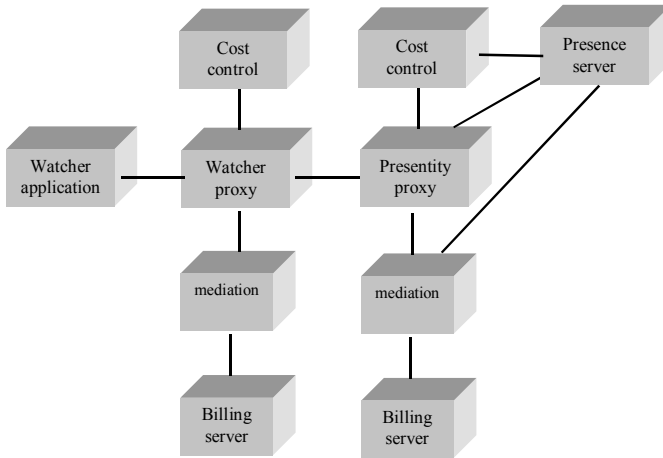 Cost
control
Cost
control
Presence
server
Watcher
application
Watcher
proxy
Presentity
proxy
mediation
mediation
Billing
server
Billing
server